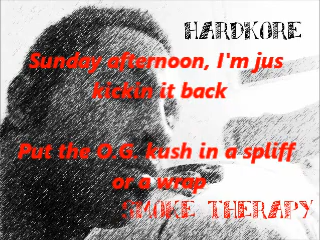 HARDKORE
Sunday afternoon, I'm jus
kickin it back
Put the O.G. kush in a spliff
or a wrap
SMOKE THERAPY